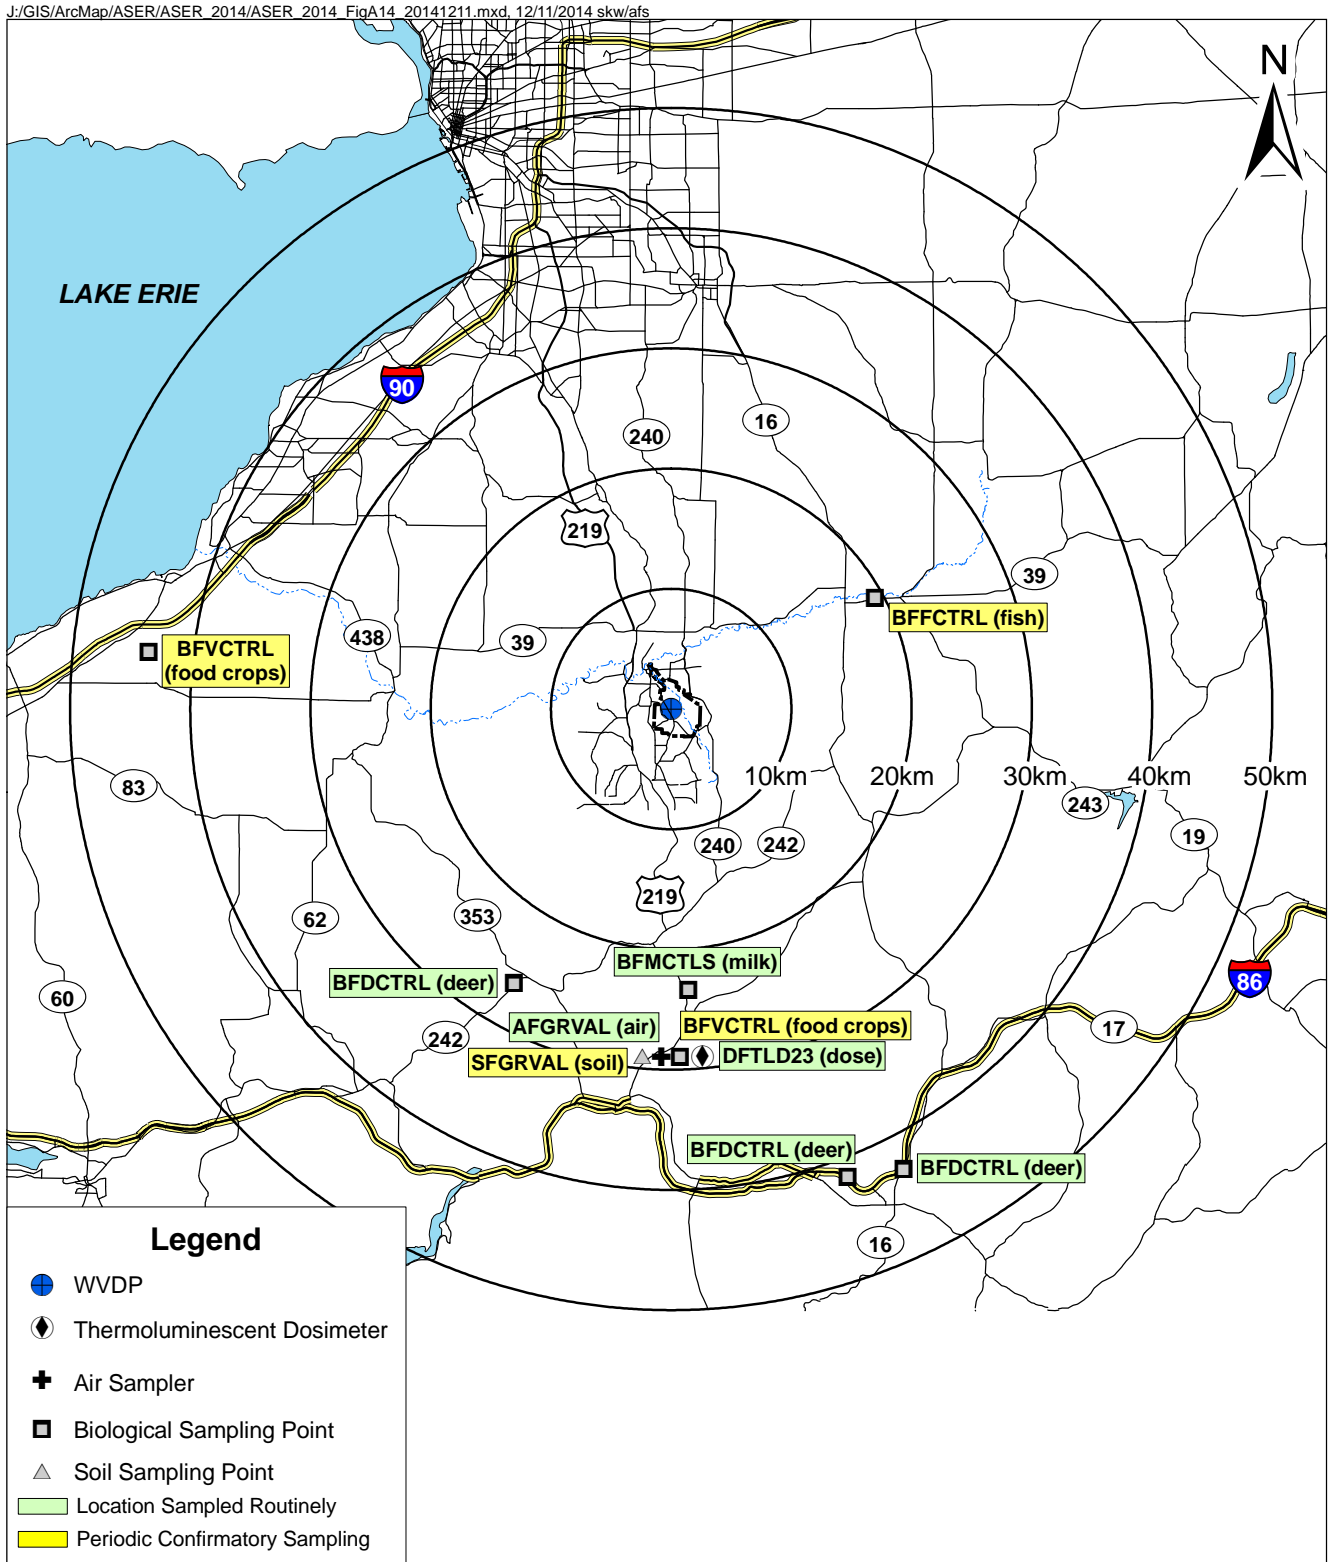 J:/GIS/ArcMap/ASER/ASER_2014/ASER_2014_FigA14_20141211.mxd, 12/11/2014 skw/afs
N
LAKE ERIE
90
16
240
219
39
BFFCTRL (fish)
438
39
BFVCTRL
(food crops)
10km
20km
30km
40km
50km
83
243
19
240
242
219
353
62
BFMCTLS (milk)
BFDCTRL (deer)
86
60
AFGRVAL (air)
BFVCTRL (food crops)
17
242
SFGRVAL (soil)
DFTLD23 (dose)
BFDCTRL (deer)
BFDCTRL (deer)
16
Legend
WVDP
Thermoluminescent Dosimeter
Air Sampler
Biological Sampling Point
Soil Sampling Point
Location Sampled Routinely
Periodic Confirmatory Sampling